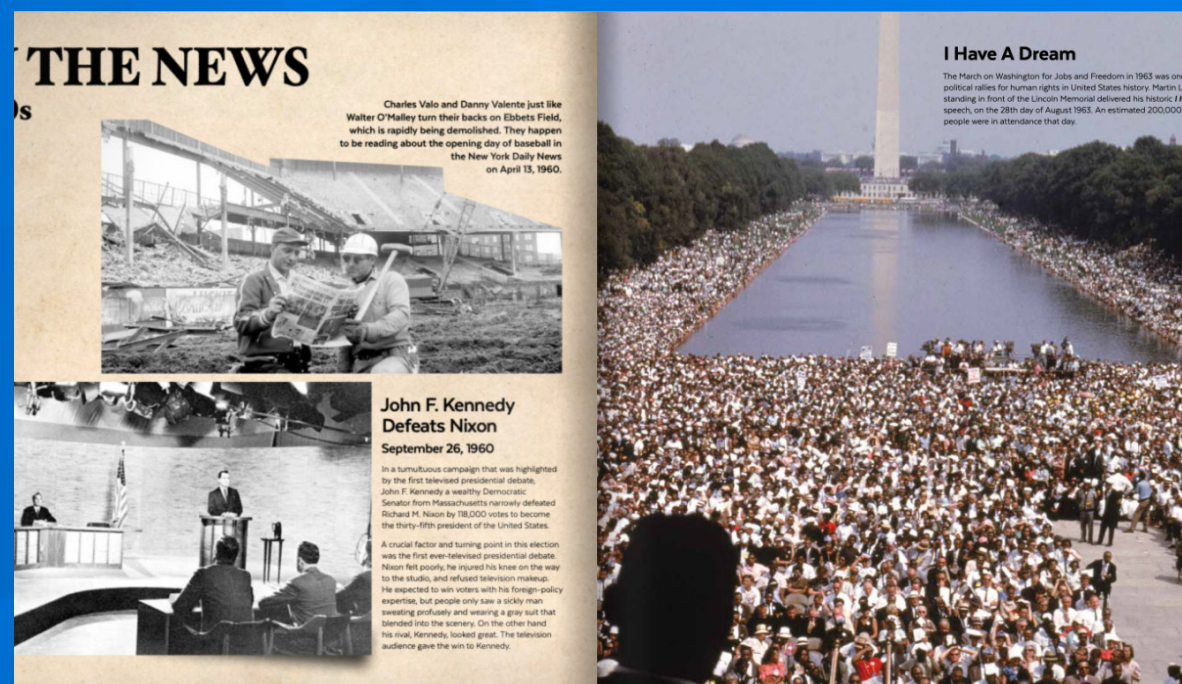 THE NEWS
0s
Charles Valo and Danny Valente just like
Walter O'Malley turn their backs on Ebbets Field,
which is rapidly being demolished. They happen
to be reading about the opening day of baseball in
the New York Daily News
on April 13, 1960.
John F. Kennedy
Defeats Nixon
September 26, 1960
In a tumultuous campaign that was highlighted
by the first televised presidential debate,
John F. Kennedy a wealthy Democratic
Senator from Massachusetts narrowly defeated
Richard M. Nixon by 118,000 votes to become
the thirty-fifth president of the United States.
A crucial factor and turning point in this election
was the first ever-televised presidential debate.
Nixon felt poorly, he injured his knee on the way
to the studio, and refused television makeup.
He expected to win voters with his foreign-policy
expertise, but people only saw a sickly man
sweating profusely and wearing a gray suit that
blended into the scenery. On the other hand
his rival, Kennedy, looked great. The television
audience gave the win to Kennedy.
I Have A Dream
The March on Washington for Jobs and Freedom in 1963 was one
political rallies for human rights in United States history. Martin L
standing in front of the Lincoln Memorial delivered his historic I H
speech, on the 28th day of August 1963. An estimated 200,000
people were in attendance that day.